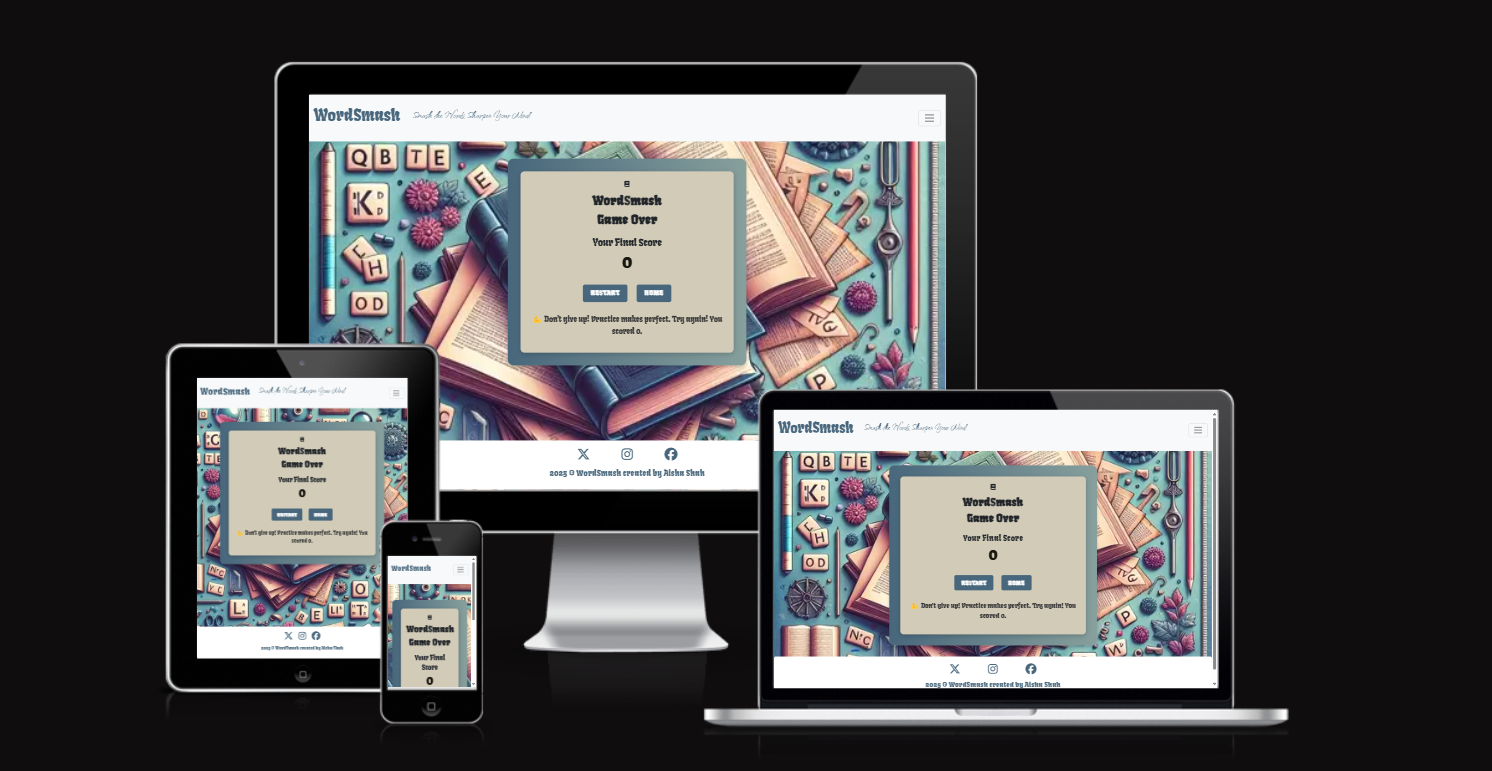 WordSmash Smash the Words Sharpen Your Mind
QB TE
K D D
E
L H
OD
P
WordSmash
Game Over
Your Final Score
0
RESTART HOME
💪 Don't give up! Practice makes perfect. Try again! You
scored 0.
2025 © WordSmash created by Aisha Shah
WordSmash Smash the Words Sharpen Your Mind
WordSmash
Game Over
Your Final Score
0
RESTART HOME
💪 Don't give up! Practice makes perfect. Try again! You
scored 0.
2025 © WordSmash created by Aisha Shah
WordSmash
WordSmash
Game Over
Your Final
Score
0
WordSmash Smash the Words Sharpen Your Mind
QB TE
K D D
E
L H
OD
P
WordSmash
Game Over
Your Final Score
0
RESTART HOME
💪 Don't give up! Practice makes perfect. Try again! You
scored 0.
2025 © WordSmash created by Aisha Shah